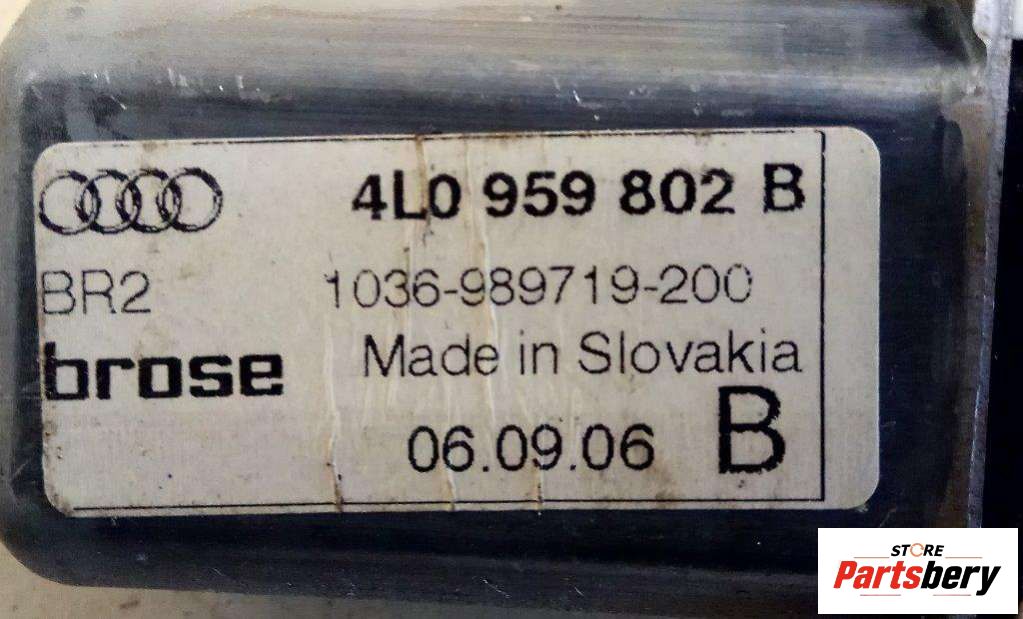 4L0 959 802 B
BR2 1036-989719-200
brose Made in Slovakia
06.09.06 B
STORE
Partsbery